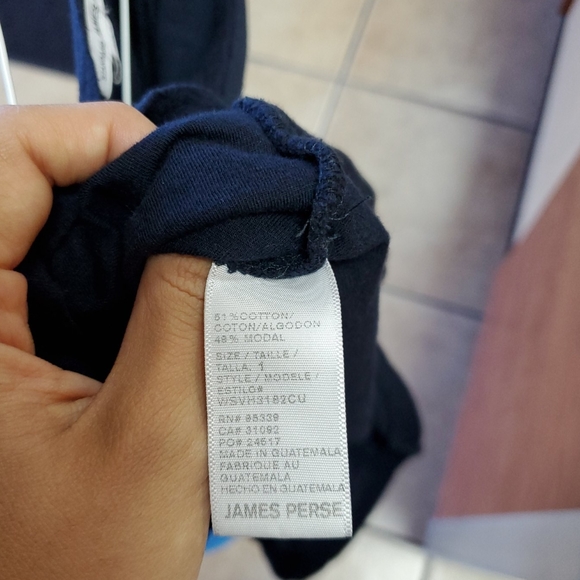 51%COTTON/
COTON/ALGODON
49% MODAL
SIZE / TAILLE /
TALLA: 1
STYLE / MODELE /
ESTILO#
WSVH3182CU
RN# 85339
CA# 31092
PO# 24517
MADE IN GUATEMALA
FABRIQUE AU
GUATEMALA
HECHO EN GUATEMALA
JAMES PERSE